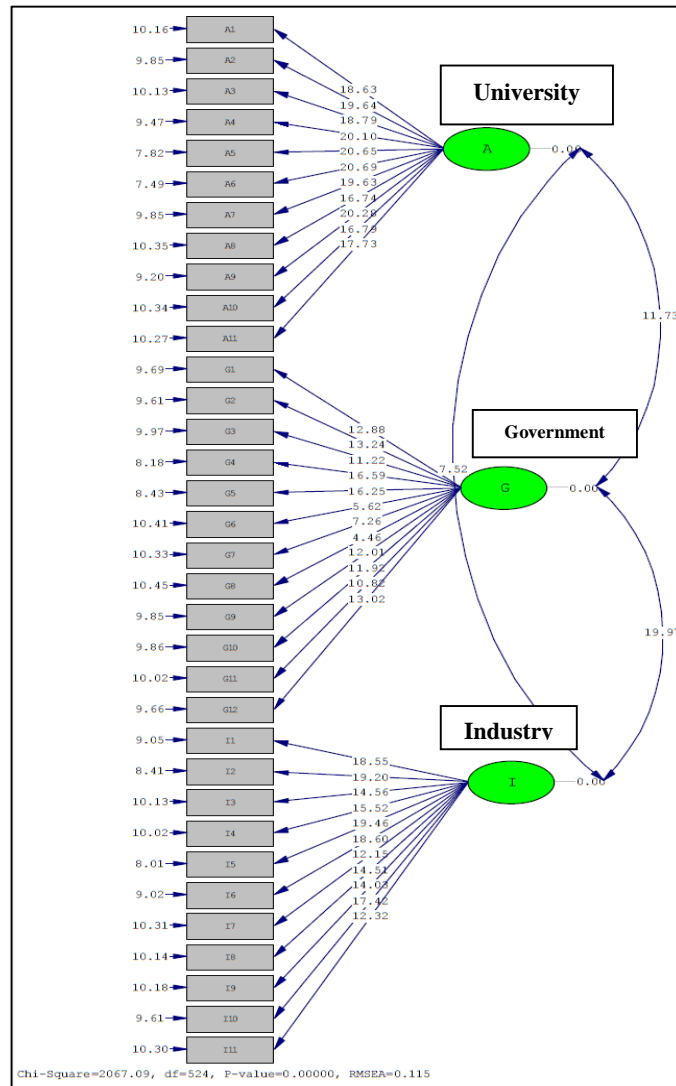 10.16 A1
9.85 A2
10.13 A3
9.47 A4
7.82 A5
7.49 A6
9.85 A7
10.35 A8
9.20 A9
10.34 A10
10.27 A11
18.63
19.64
18.79
20.10
20.65
20.69
19.63
16.74
20.20
16.79
17.73
University
A 0.00
11.73
9.69 G1
9.61 G2
9.97 G3
8.18 G4
8.43 G5
10.41 G6
10.33 G7
10.45 G8
9.85 G9
9.86 G10
10.02 G11
9.66 G12
12.88
13.24
11.22
16.59
16.25
5.62
7.26
4.46
12.01
11.92
10.82
13.02
7.52
Government
G 0.00
19.97
9.05 I1
8.41 I2
10.13 I3
10.02 I4
8.01 I5
9.02 I6
10.31 I7
10.14 I8
10.18 I9
9.61 I10
10.30 I11
18.55
19.20
14.56
15.52
19.46
18.60
12.15
14.51
14.03
17.42
12.32
Industry
I 0.00
Chi-Square=2067.09, df=524, P-value=0.00000, RMSEA=0.115